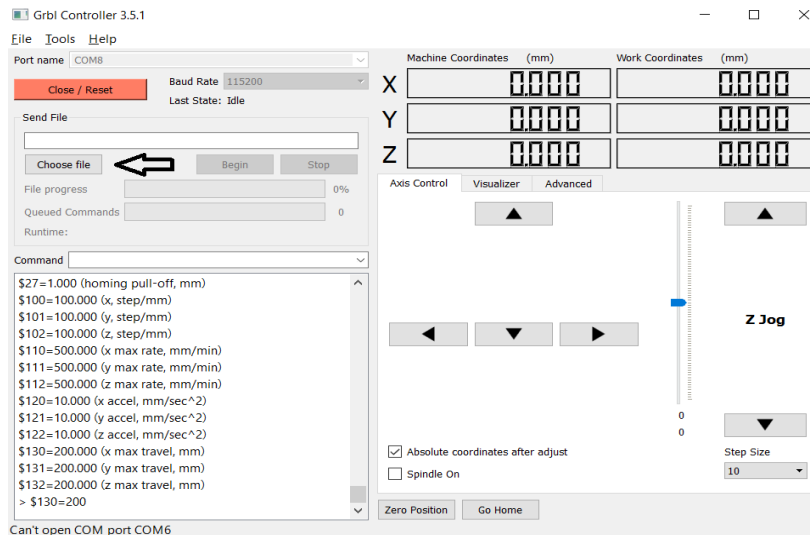 Grbl Controller 3.5.1
File Tools Help
Port name COM8
Close / Reset
Baud Rate 115200
Last State: Idle
Send File
Choose file Begin Stop
File progress 0%
Queued Commands 0
Runtime:
Command
$27=1.000 (homing pull-off, mm)
$100=100.000 (x, step/mm)
$101=100.000 (y, step/mm)
$102=100.000 (z, step/mm)
$110=500.000 (x max rate, mm/min)
$111=500.000 (y max rate, mm/min)
$112=500.000 (z max rate, mm/min)
$120=10.000 (x accel, mm/sec^2)
$121=10.000 (y accel, mm/sec^2)
$122=10.000 (z accel, mm/sec^2)
$130=200.000 (x max travel, mm)
$131=200.000 (y max travel, mm)
$132=200.000 (z max travel, mm)
> $130=200
Can't open COM port COM6
Machine Coordinates (mm) Work Coordinates (mm)
X 0.000 0.000
Y 0.000 0.000
Z 0.000 0.000
Axis Control Visualizer Advanced
Z Jog
0
0
Absolute coordinates after adjust
Spindle On
Step Size
10
Zero Position Go Home